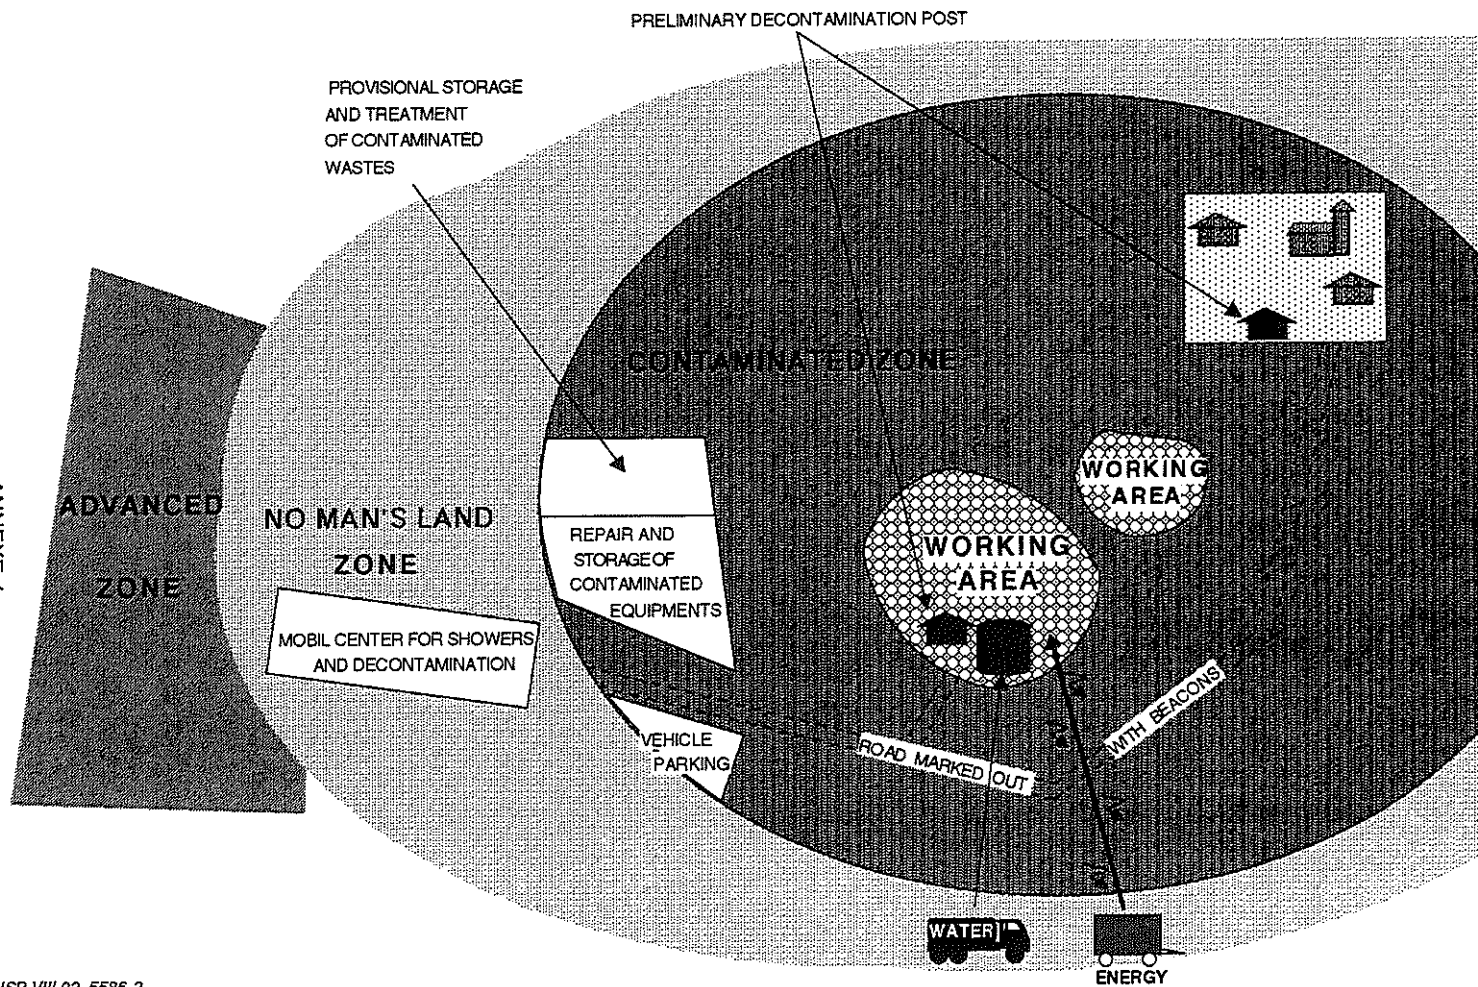 PRELIMINARY DECONTAMINATION POST
PROVISIONAL STORAGE
AND TREATMENT
OF CONTAMINATED
WASTES
CONTAMINATED ZONE
ADVANCED
ZONE
NO MAN'S LAND
ZONE
MOBIL CENTER FOR SHOWERS
AND DECONTAMINATION
REPAIR AND
STORAGE OF
CONTAMINATED
EQUIPMENTS
VEHICLE
PARKING
WORKING
AREA
WORKING
AREA
ROAD MARKED OUT
WITH BEACONS
WATER
ENERGY